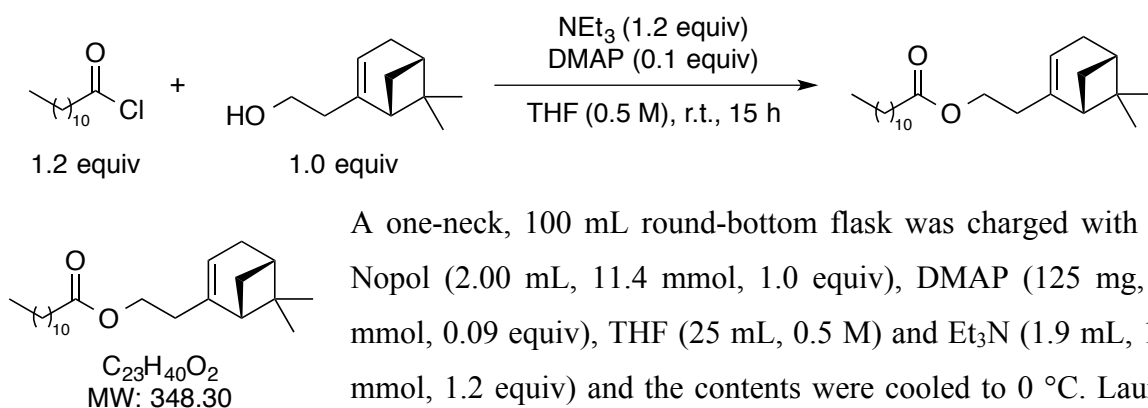 NEt₃ (1.2 equiv)
DMAP (0.1 equiv)
O
Cl
10
+
HO
THF (0.5 M), r.t., 15 h
O
O
10
1.2 equiv
1.0 equiv
O
O
10
C₂₃H₄₀O₂
MW: 348.30
A one-neck, 100 mL round-bottom flask was charged with
Nopol (2.00 mL, 11.4 mmol, 1.0 equiv), DMAP (125 mg,
mmol, 0.09 equiv), THF (25 mL, 0.5 M) and Et₃N (1.9 mL,
mmol, 1.2 equiv) and the contents were cooled to 0 °C. Lau